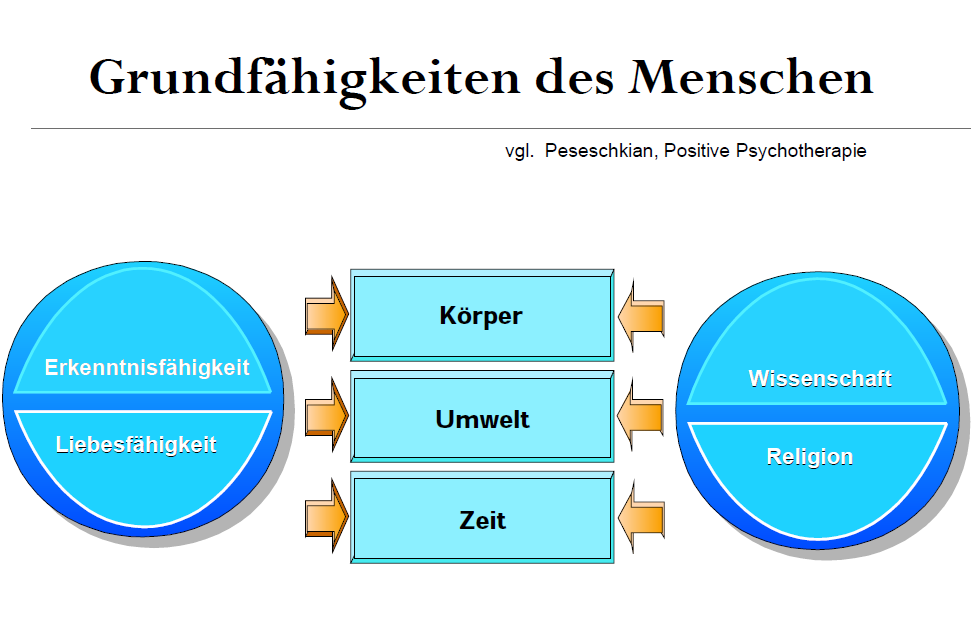 Grundfähigkeiten des Menschen
vgl.  Peseschkian, Positive Psychotherapie
Erkenntnisfähigkeit
Liebesfähigkeit
Körper
Umwelt
Zeit
Wissenschaft
Religion